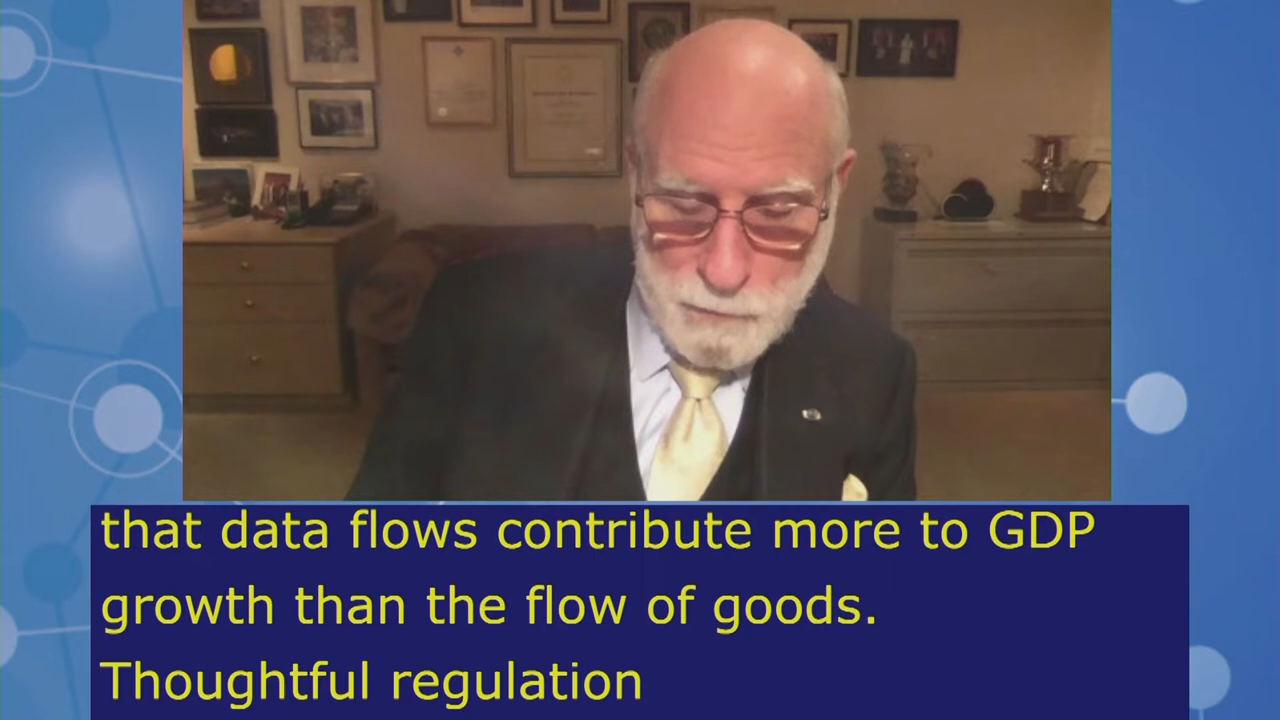 that data flows contribute more to GDP
growth than the flow of goods.
Thoughtful regulation